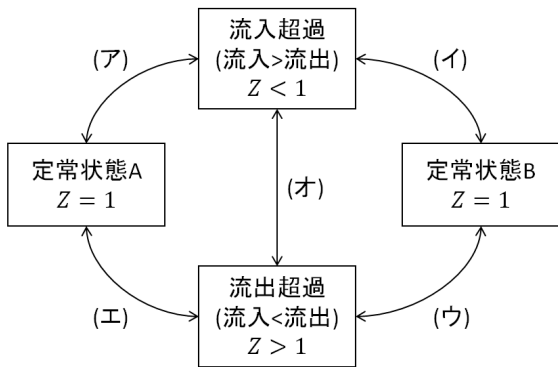 流入超過
(流入>流出)
Z < 1
(ア)
(イ)
定常状態A
Z = 1
定常状態B
Z = 1
(オ)
流出超過
(流入<流出)
Z > 1
(エ)
(ウ)